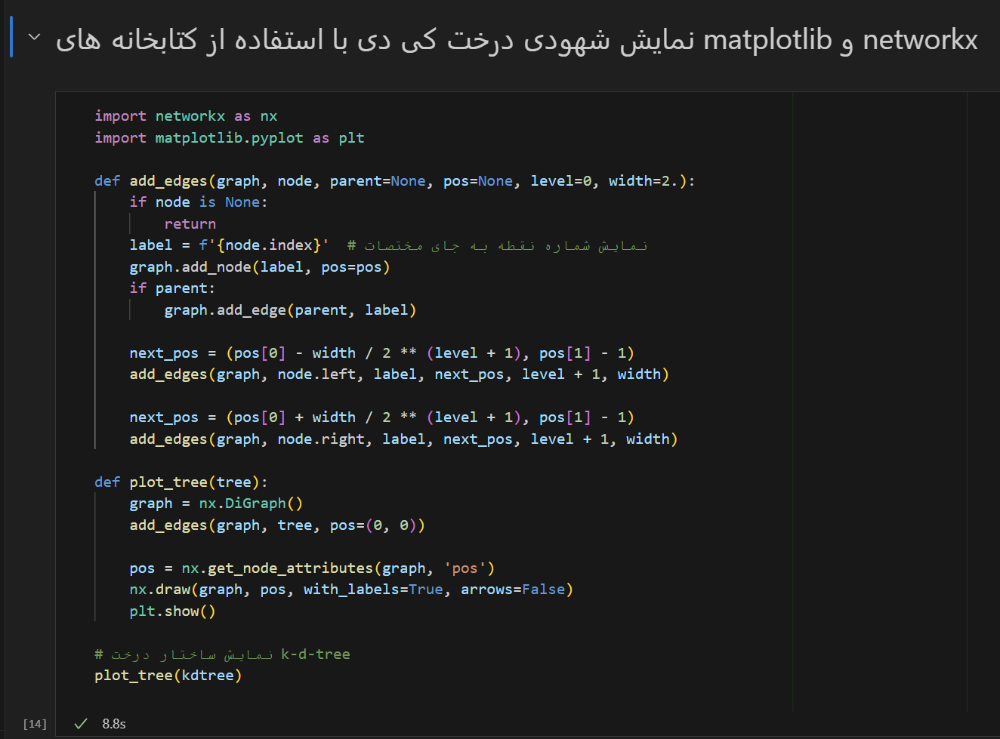 نمایش شهودی درخت کی دی با استفاده از کتابخانه های matplotlib و networkx
import networkx as nx
import matplotlib.pyplot as plt
def add_edges(graph, node, parent=None, pos=None, level=0, width=2.):
    if node is None:
        return
    label = f'{node.index}'  # نمایش شماره نقطه به جای مختصات
    graph.add_node(label, pos=pos)
    if parent:
        graph.add_edge(parent, label)
    next_pos = (pos[0] - width / 2 ** (level + 1), pos[1] - 1)
    add_edges(graph, node.left, label, next_pos, level + 1, width)
    next_pos = (pos[0] + width / 2 ** (level + 1), pos[1] - 1)
    add_edges(graph, node.right, label, next_pos, level + 1, width)
def plot_tree(tree):
    graph = nx.DiGraph()
    add_edges(graph, tree, pos=(0, 0))
    pos = nx.get_node_attributes(graph, 'pos')
    nx.draw(graph, pos, with_labels=True, arrows=False)
    plt.show()
# نمایش ساختار درخت k-d-tree
plot_tree(kdtree)
[14] 8.8s